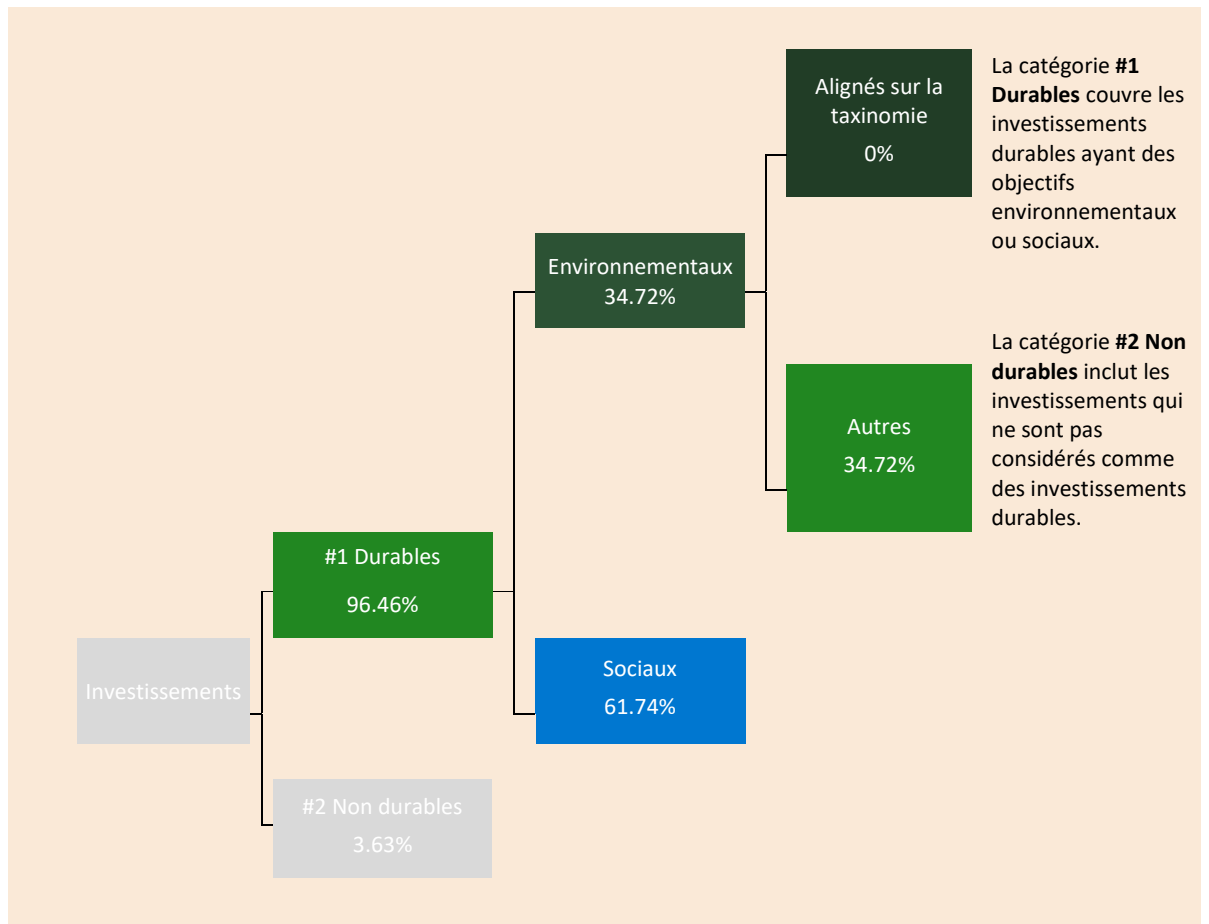 Alignés sur la
taxinomie
0%
La catégorie #1
Durables couvre les
investissements
durables ayant des
objectifs
environnementaux
ou sociaux.
Environnementaux
34.72%
La catégorie #2 Non
durables inclut les
investissements qui
ne sont pas
considérés comme
des investissements
durables.
Autres
34.72%
#1 Durables
96.46%
Sociaux
61.74%
Investissements
#2 Non durables
3.63%